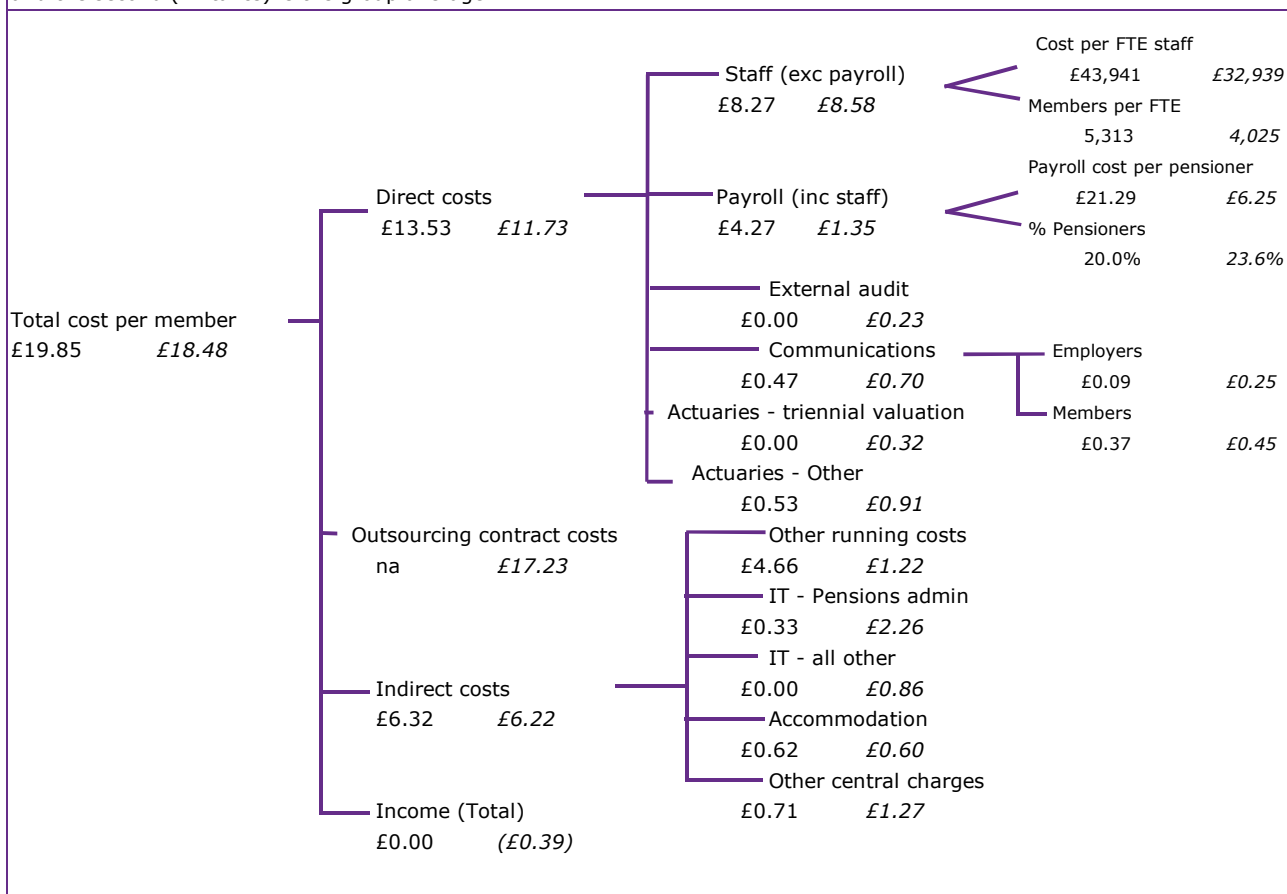 Cost per FTE staff
Staff (exc payroll)
£43,941 £32,939
£8.27 £8.58
Members per FTE
5,313 4,025
Payroll cost per pensioner
Direct costs
Payroll (inc staff)
£21.29 £6.25
£13.53 £11.73
£4.27 £1.35
% Pensioners
20.0% 23.6%
External audit
Total cost per member
£0.00 £0.23
£19.85 £18.48
Communications
Employers
£0.47 £0.70
£0.09 £0.25
Actuaries - triennial valuation
Members
£0.00 £0.32
£0.37 £0.45
Actuaries - Other
£0.53 £0.91
Outsourcing contract costs
Other running costs
na £17.23
£4.66 £1.22
IT - Pensions admin
£0.33 £2.26
IT - all other
Indirect costs
£0.00 £0.86
£6.32 £6.22
Accommodation
£0.62 £0.60
Other central charges
Income (Total)
£0.71 £1.27
£0.00 (£0.39)